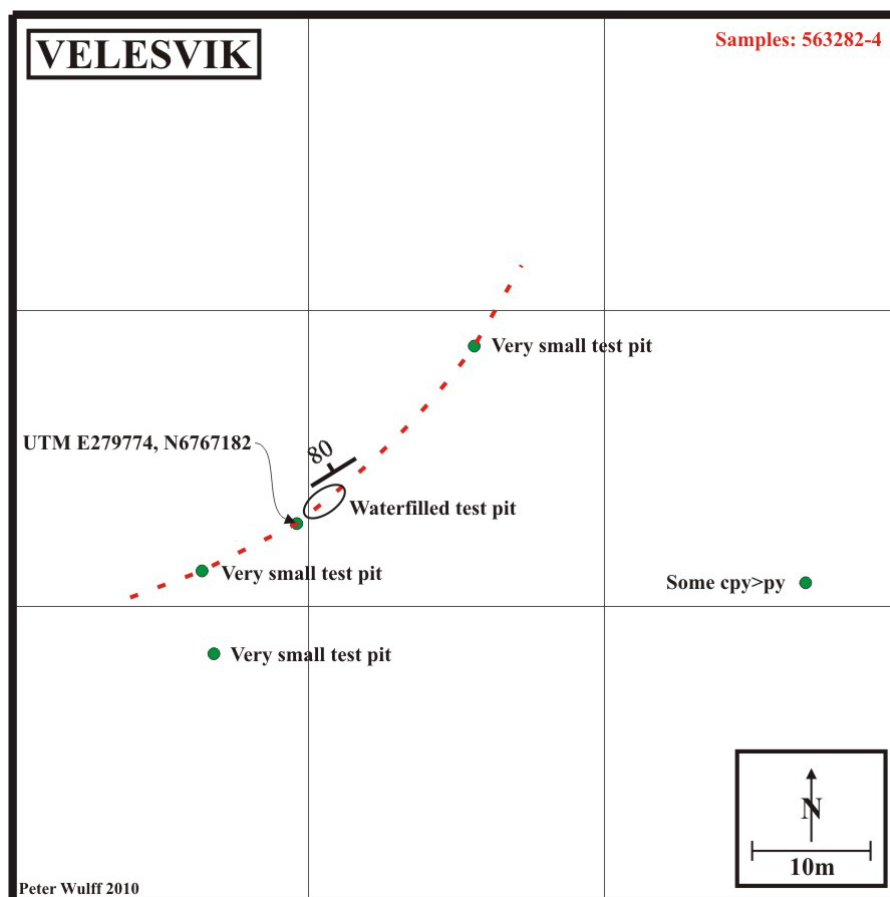 VELESVIK
Samples: 563282-4
Very small test pit
UTM E279774, N6767182
80
Waterfilled test pit
Very small test pit
Some cpy>py
Very small test pit
N
10m
Peter Wulff 2010